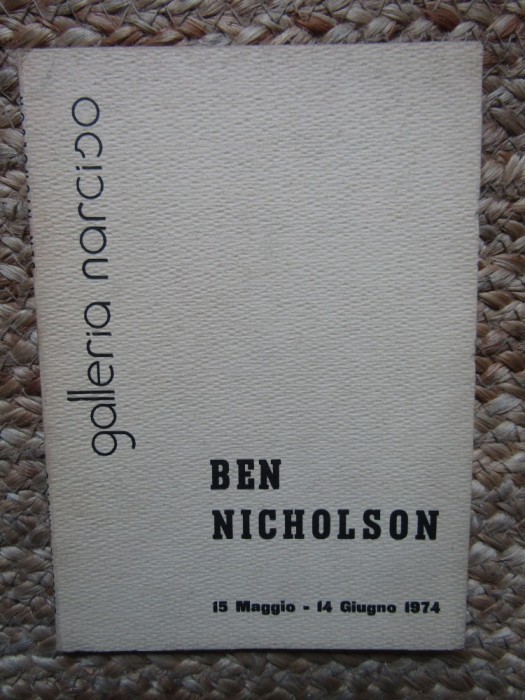 galleria narciso
BEN
NICHOLSON
15 Maggio - 14 Giugno 1974